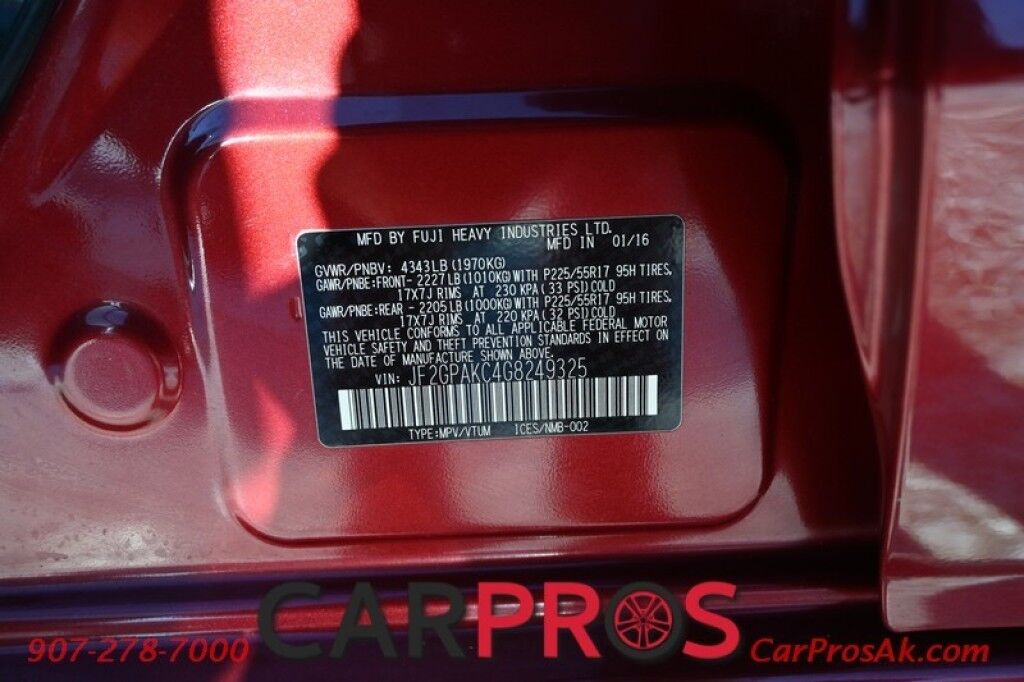 MFD BY FUJI HEAVY INDUSTRIES LTD.
MFD IN 01/16
GVWR/PNBV: 4343LB (1970KG)
GAWR/PNBE:FRONT- 2227LB (1010KG) WITH P225/55R17 95H TIRES,
17X7J RIMS AT 230 KPA (33 PSI) COLD
GAWR/PNBE:REAR - 2205LB (1000KG) WITH P225/55R17 95H TIRES,
17X7J RIMS AT 220 KPA (32 PSI) COLD
THIS VEHICLE CONFORMS TO ALL APPLICABLE FEDERAL MOTOR
VEHICLE SAFETY AND THEFT PREVENTION STANDARDS IN EFFECT ON
THE DATE OF MANUFACTURE SHOWN ABOVE.
VIN: JF2GPAKC4G8249325
TYPE:MPV/VTUM ICES/NMB-002
CARPROS
907-278-7000 CarProsAk.com